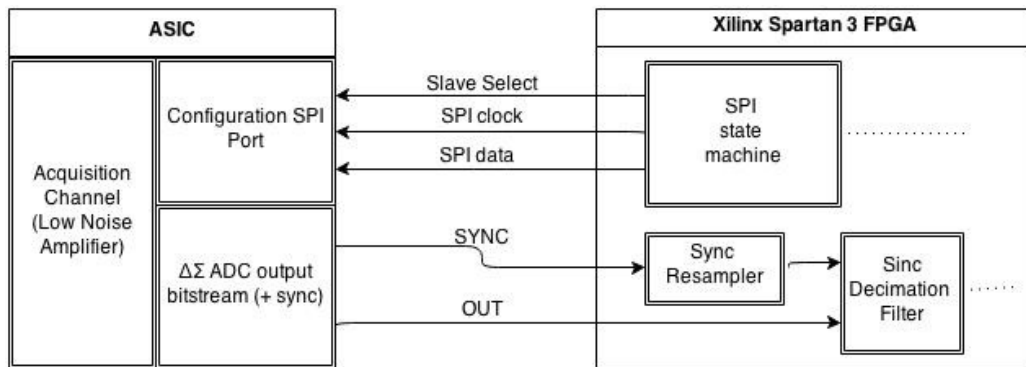 ASIC
Xilinx Spartan 3 FPGA
Acquisition
Channel
(Low Noise
Amplifier)
Configuration SPI
Port
ΔΣ ADC output
bitstream (+ sync)
Slave Select
SPI clock
SPI data
SYNC
OUT
SPI
state
machine
Sync
Resampler
Sinc
Decimation
Filter